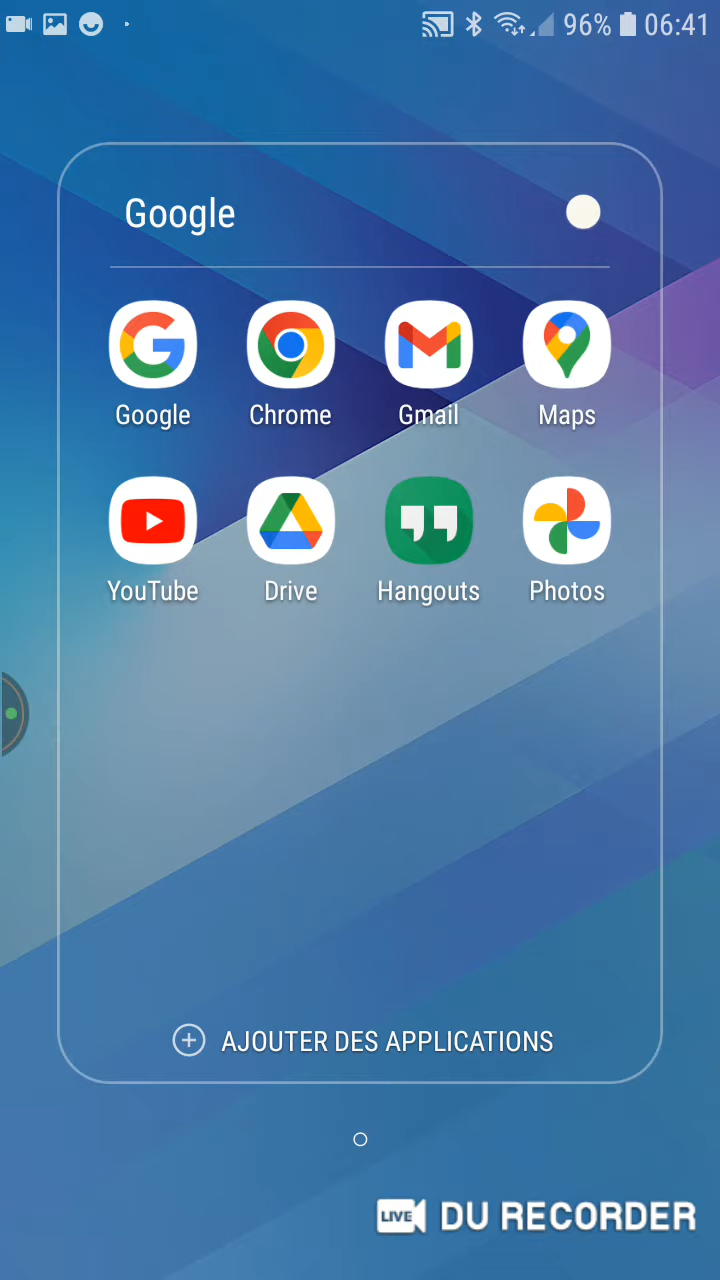 96% 06:41
Google
Google Chrome Gmail Maps
YouTube Drive Hangouts Photos
AJOUTER DES APPLICATIONS
LIVE DU RECORDER